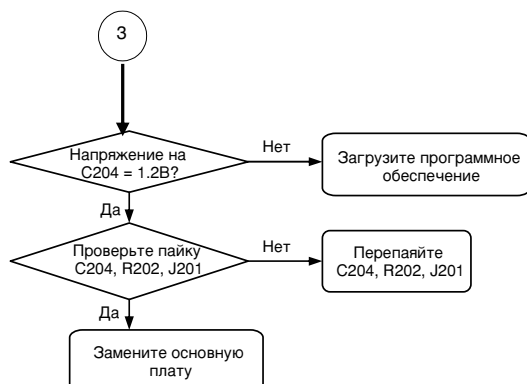 3
Напряжение на
C204 = 1.2В?
Нет
Загрузите программное
обеспечение
Да
Проверьте пайку
C204, R202, J201
Нет
Перепаяйте
C204, R202, J201
Да
Замените основную
плату